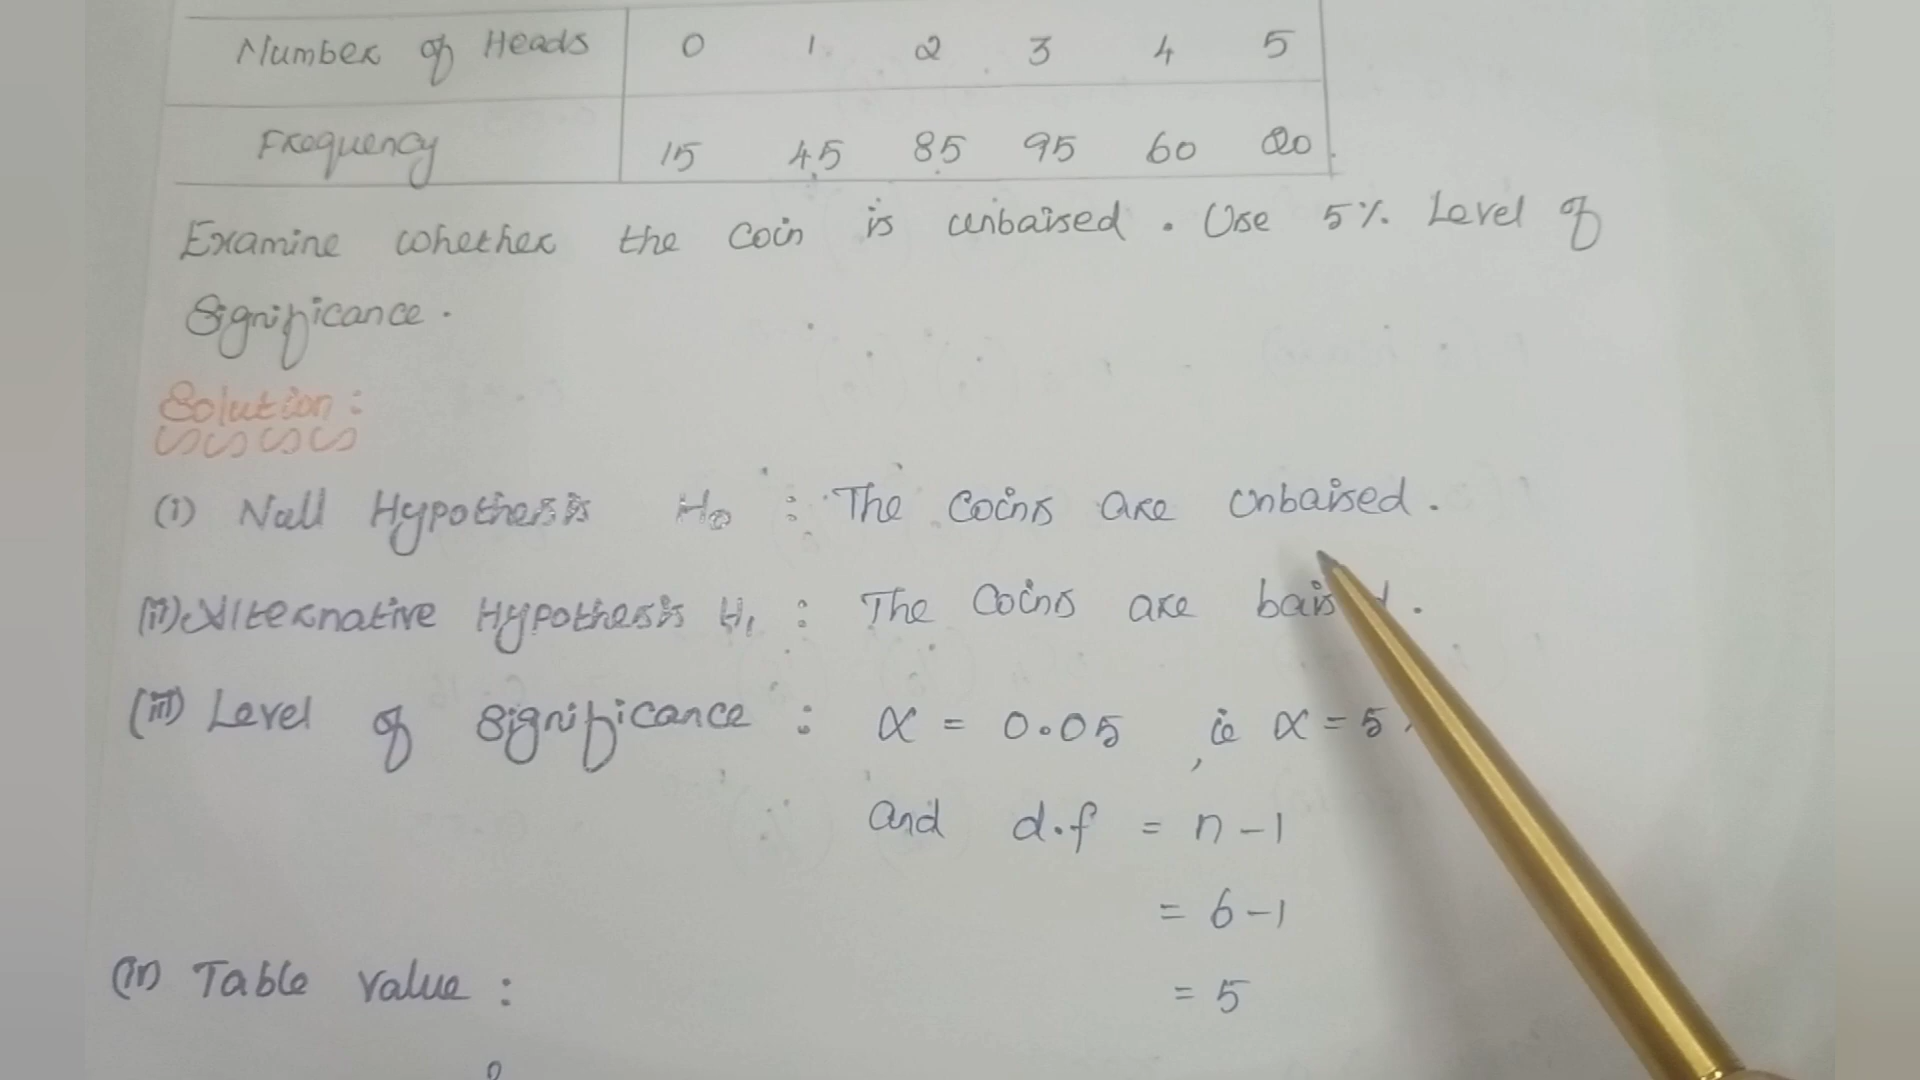 Number of Heads 0 1 2 3 4 5
Frequency 15 45 85 95 60 20
Examine whether the coin is unbaised. Use 5% Level of
Significance.
Solution:
(i) Null Hypothesis H₀ : The coins are unbaised.
(ii) Alternative Hypothesis H₁ : The coins are
(iii) Level of Significance : α = 0.05, ie α = 5
and d.f = n-1
= 6-1
= 5
(iv) Table value :